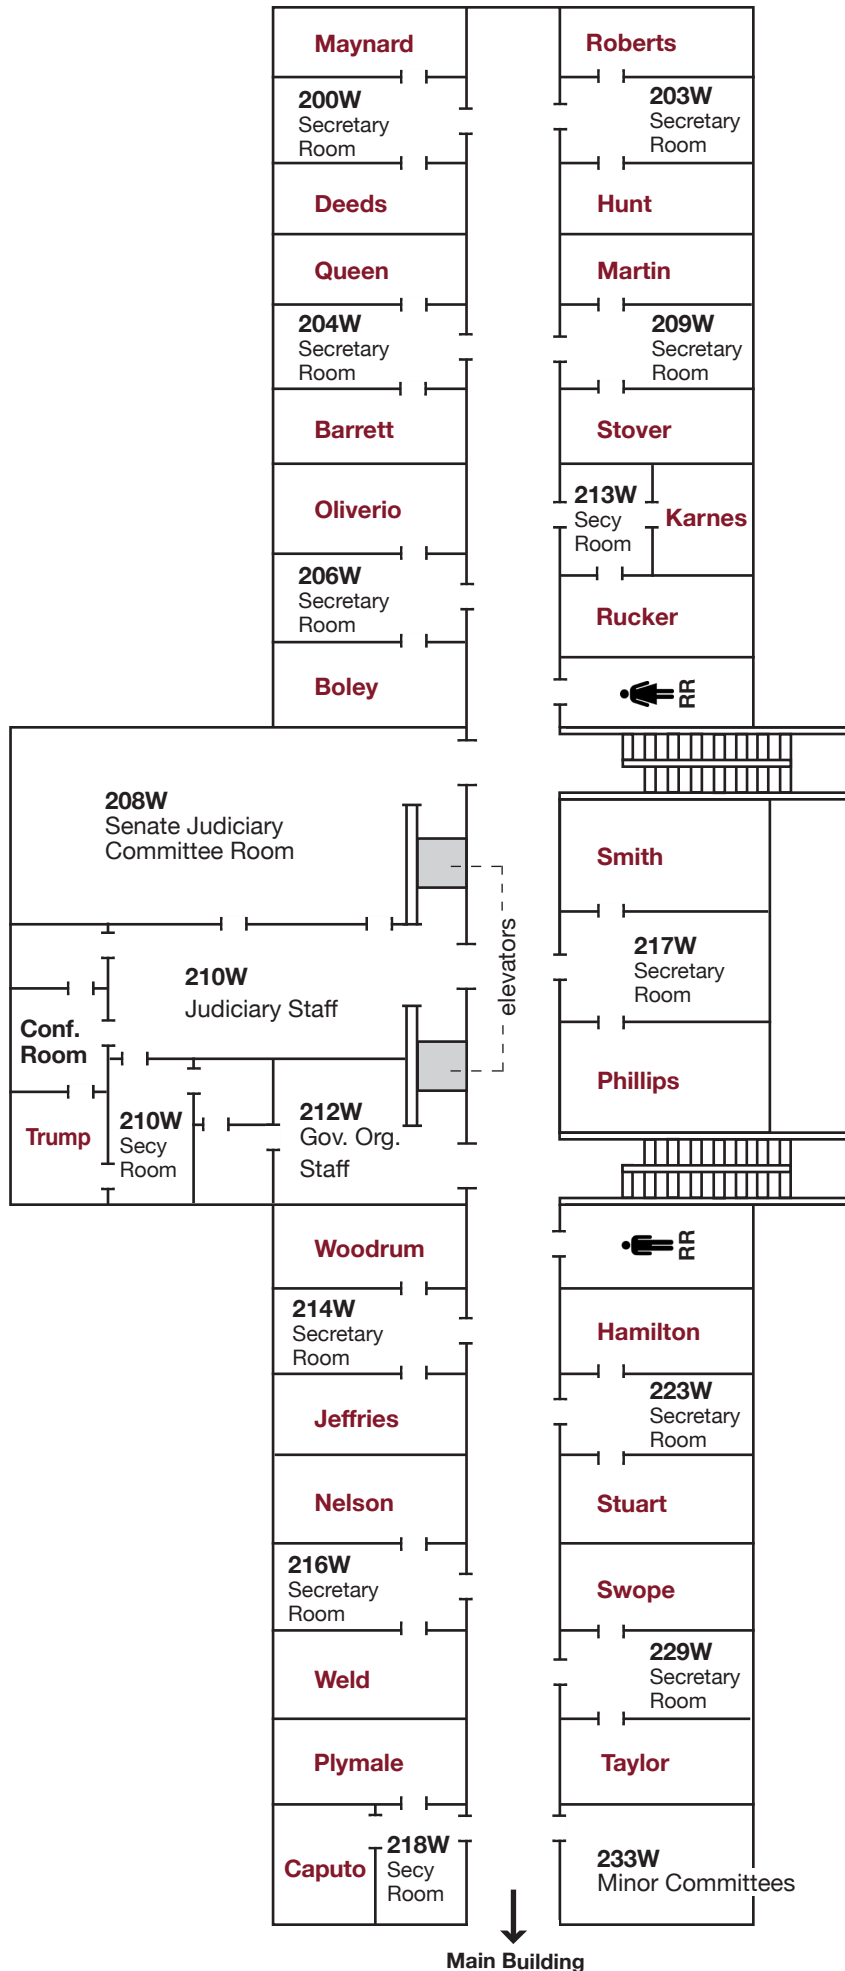 Maynard
Roberts
200W
Secretary
Room
203W
Secretary
Room
Deeds
Hunt
Queen
Martin
204W
Secretary
Room
209W
Secretary
Room
Barrett
Stover
Oliverio
213W
Secy
Room
Karnes
206W
Secretary
Room
Rucker
Boley
RR
208W
Senate Judiciary
Committee Room
Smith
elevators
217W
Secretary
Room
210W
Judiciary Staff
Conf.
Room
Phillips
Trump
210W
Secy
Room
212W
Gov. Org.
Staff
Woodrum
RR
214W
Secretary
Room
Hamilton
223W
Secretary
Room
Jeffries
Nelson
Stuart
216W
Secretary
Room
Swope
229W
Secretary
Room
Weld
Plymale
Taylor
Caputo
218W
Secy
Room
233W
Minor Committees
Main Building